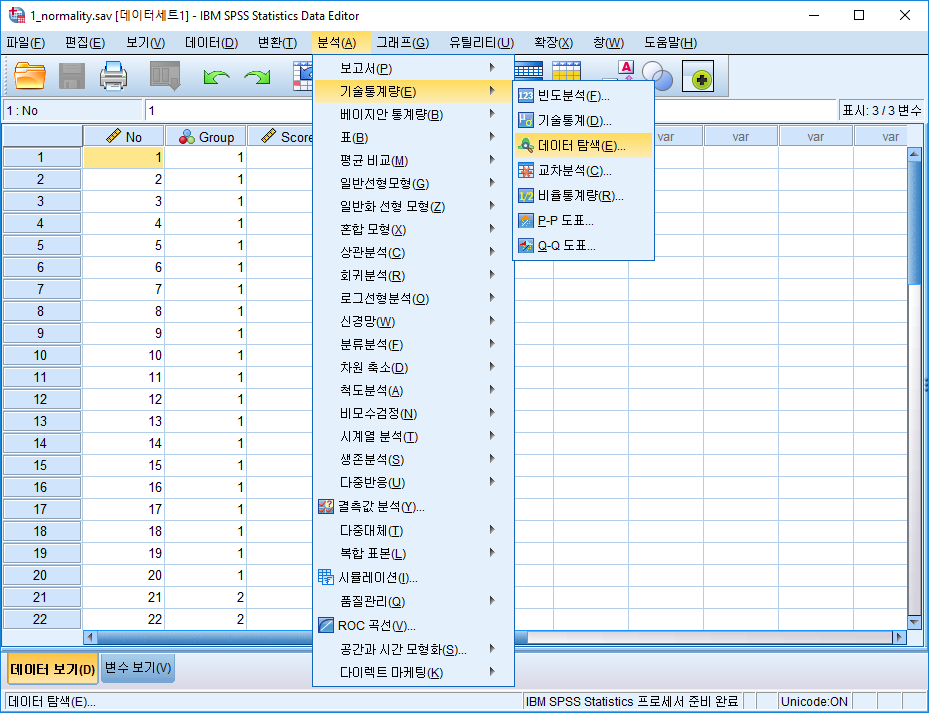 1_normality.sav [데이터세트1] - IBM SPSS Statistics Data Editor
파일(F) 편집(E) 보기(V) 데이터(D) 변환(T) 분석(A) 그래프(G) 유틸리티(U) 확장(X) 창(W) 도움말(H)
1 : No 1 표시: 3 / 3 변수
No Group Score var var var var
1 1 1
2 2 1
3 3 1
4 4 1
5 5 1
6 6 1
7 7 1
8 8 1
9 9 1
10 10 1
11 11 1
12 12 1
13 13 1
14 14 1
15 15 1
16 16 1
17 17 1
18 18 1
19 19 1
20 20 1
21 21 2
22 22 2
보고서(P)
기술통계량(E)
베이지안 통계량(B)
표(B)
평균 비교(M)
일반선형모형(G)
일반화 선형 모형(Z)
혼합 모형(X)
상관분석(C)
회귀분석(R)
로그선형분석(O)
신경망(W)
분류분석(F)
차원 축소(D)
척도분석(A)
비모수검정(N)
시계열 분석(T)
생존분석(S)
다중반응(U)
결측값 분석(Y)...
다중대체(T)
복합 표본(L)
시뮬레이션(I)...
품질관리(Q)
ROC 곡선(V)...
공간과 시간 모형화(S)...
다이렉트 마케팅(K)
빈도분석(F)...
기술통계(D)...
데이터 탐색(E)...
교차분석(C)...
비율통계량(R)...
P-P 도표...
Q-Q 도표...
데이터 보기(D) 변수 보기(V)
데이터 탐색(E)... IBM SPSS Statistics 프로세서 준비 완료 Unicode:ON